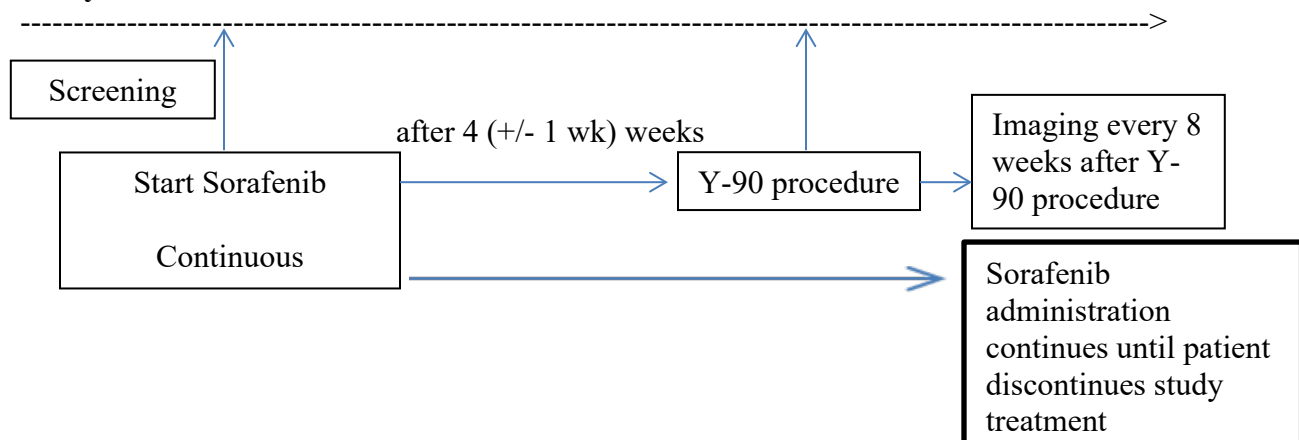 Screening
after 4 (+/- 1 wk) weeks
Start Sorafenib
Continuous
Y-90 procedure
Imaging every 8
weeks after Y-
90 procedure
Sorafenib
administration
continues until patient
discontinues study
treatment